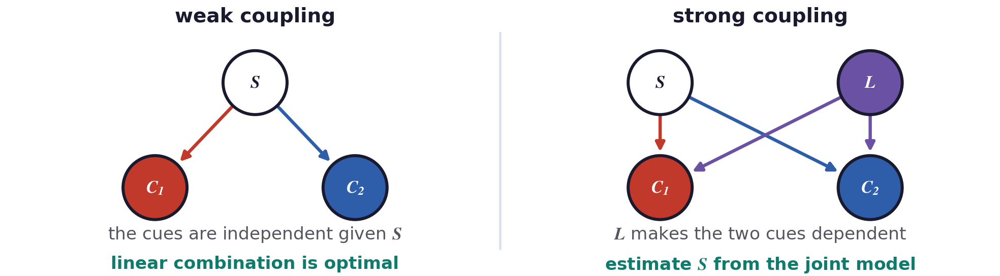 weak coupling
S
C₁
C₂
the cues are independent given S
linear combination is optimal
strong coupling
S
L
C₁
C₂
L makes the two cues dependent
estimate S from the joint model